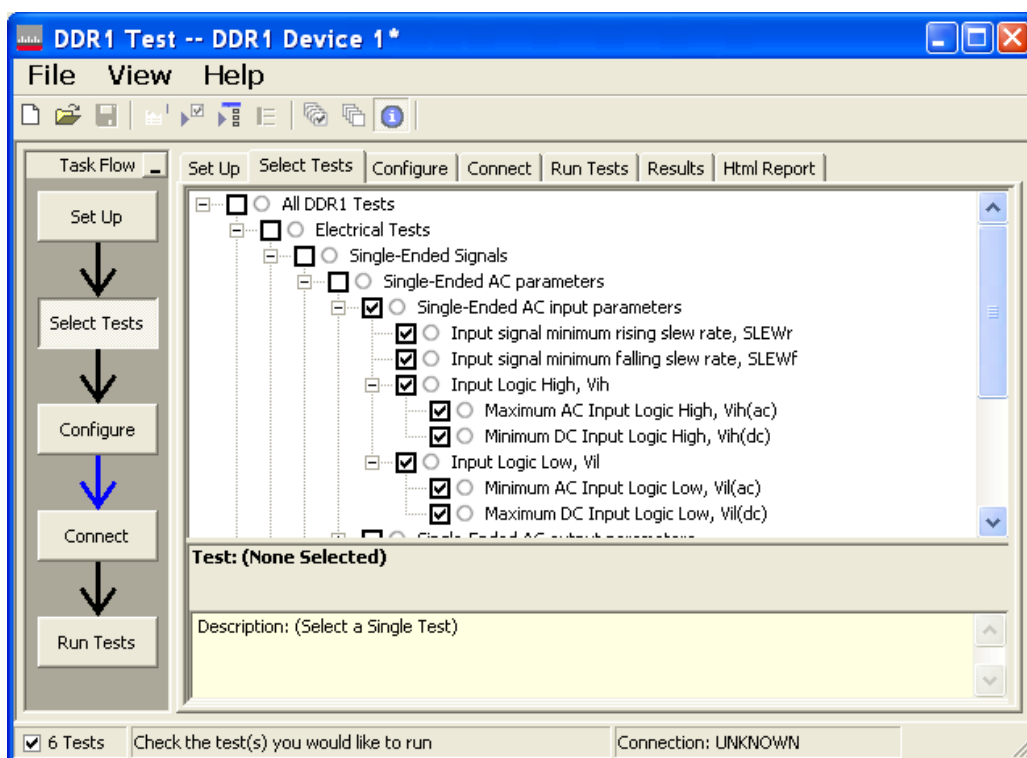 DDR1 Test -- DDR1 Device 1*
File View Help
Task Flow
Set Up Select Tests Configure Connect Run Tests Results Html Report
Set Up
Select Tests
Configure
Connect
Run Tests
All DDR1 Tests
Electrical Tests
Single-Ended Signals
Single-Ended AC parameters
Single-Ended AC input parameters
Input signal minimum rising slew rate, SLEWr
Input signal minimum falling slew rate, SLEWf
Input Logic High, Vih
Maximum AC Input Logic High, Vih(ac)
Minimum DC Input Logic High, Vih(dc)
Input Logic Low, Vil
Minimum AC Input Logic Low, Vil(ac)
Maximum DC Input Logic Low, Vil(dc)
Single-Ended AC output parameters
Test: (None Selected)
Description: (Select a Single Test)
6 Tests Check the test(s) you would like to run Connection: UNKNOWN